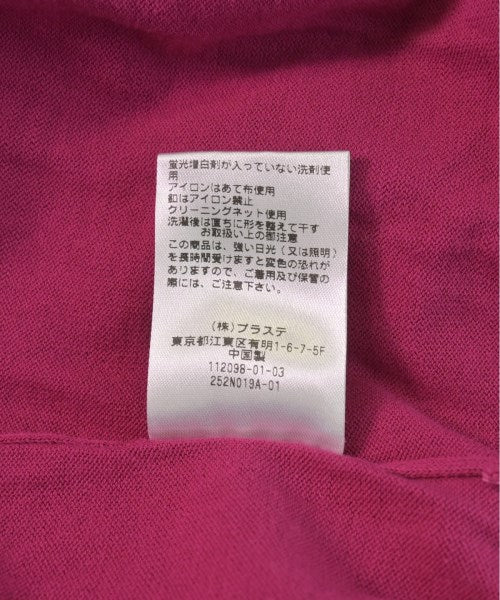 蛍光増白剤が入っていない洗剤使
用
アイロンはあて布使用
釦はアイロン禁止
クリーニングネット使用
洗濯後は直ちに形を整えて干す
お取扱い上の御注意
この商品は、強い日光(又は照明)
を長時間受けますと変色の恐れが
ありますので、ご着用及び保管の
際には、ご注意下さい。
(株)プラステ
東京都江東区有明1-6-7-5F
中国製
112098-01-03
252N019A-01